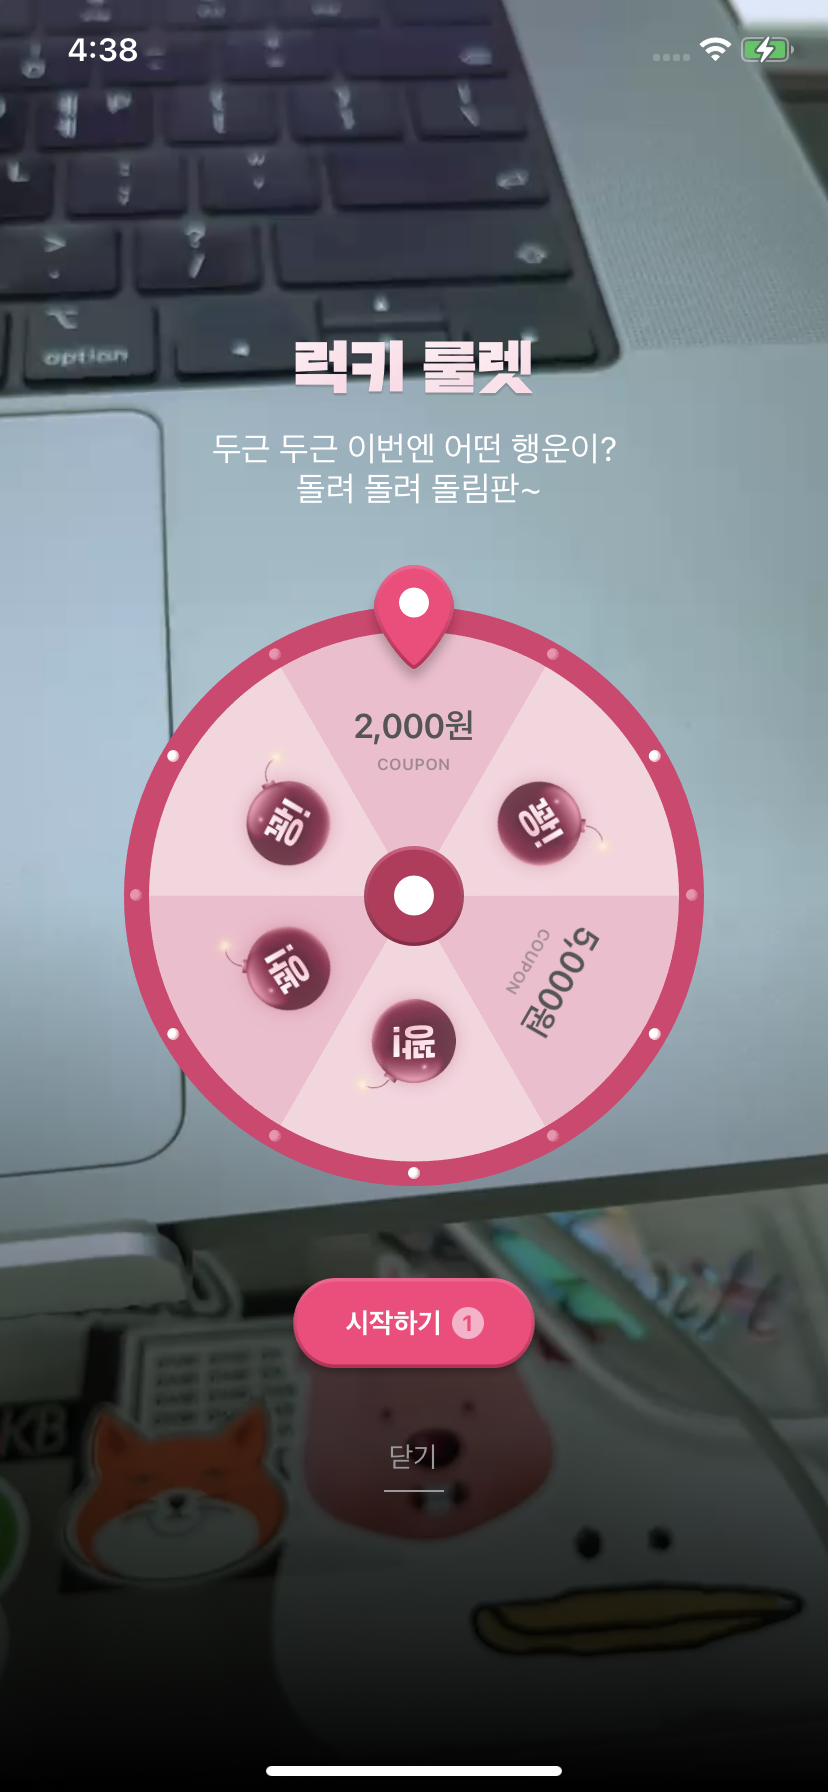 4:38
option
럭키 룰렛
두근 두근 이번엔 어떤 행운이?
돌려 돌려 돌림판~
2,000원
COUPON
꽝!
꽝!
5,000원
COUPON
꽝!
꽝!
시작하기 1
KB
닫기